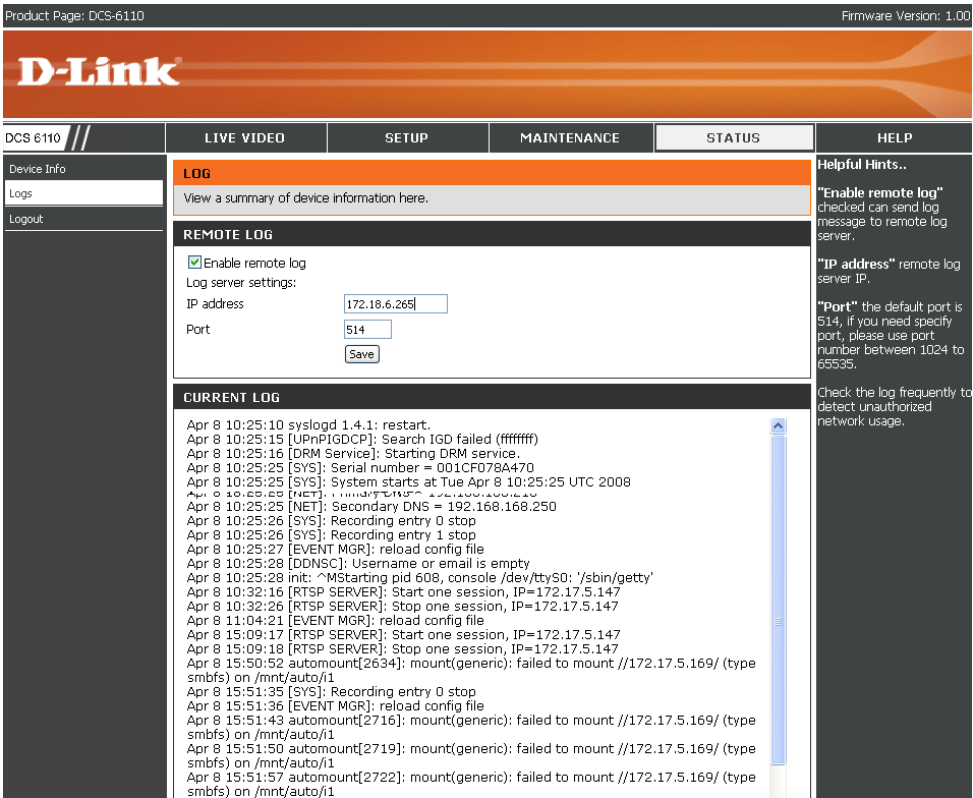 Product Page: DCS-6110
Firmware Version: 1.00
D-Link®
DCS 6110
LIVE VIDEO
SETUP
MAINTENANCE
STATUS
HELP
Device Info
Logs
Logout
LOG
View a summary of device information here.
REMOTE LOG
Enable remote log
Log server settings:
IP address
172.18.6.265
Port
514
Save
CURRENT LOG
Apr 8 10:25:10 syslogd 1.4.1: restart.
Apr 8 10:25:15 [UPnPIGDCP]: Search IGD failed (ffffffff)
Apr 8 10:25:16 [DRM Service]: Starting DRM service.
Apr 8 10:25:25 [SYS]: Serial number = 001CF078A470
Apr 8 10:25:25 [SYS]: System starts at Tue Apr 8 10:25:25 UTC 2008
Apr 8 10:25:25 [NET]: Secondary DNS = 192.168.168.250
Apr 8 10:25:26 [SYS]: Recording entry 0 stop
Apr 8 10:25:26 [SYS]: Recording entry 1 stop
Apr 8 10:25:27 [EVENT MGR]: reload config file
Apr 8 10:25:28 [DDNSC]: Username or email is empty
Apr 8 10:25:28 init: ^MStarting pid 608, console /dev/ttyS0: '/sbin/getty'
Apr 8 10:32:16 [RTSP SERVER]: Start one session, IP=172.17.5.147
Apr 8 10:32:26 [RTSP SERVER]: Stop one session, IP=172.17.5.147
Apr 8 11:04:21 [EVENT MGR]: reload config file
Apr 8 15:09:17 [RTSP SERVER]: Start one session, IP=172.17.5.147
Apr 8 15:09:18 [RTSP SERVER]: Stop one session, IP=172.17.5.147
Apr 8 15:50:52 automount[2634]: mount(generic): failed to mount //172.17.5.169/ (type
smbfs) on /mnt/auto/i1
Apr 8 15:51:35 [SYS]: Recording entry 0 stop
Apr 8 15:51:36 [EVENT MGR]: reload config file
Apr 8 15:51:43 automount[2716]: mount(generic): failed to mount //172.17.5.169/ (type
smbfs) on /mnt/auto/i1
Apr 8 15:51:50 automount[2719]: mount(generic): failed to mount //172.17.5.169/ (type
smbfs) on /mnt/auto/i1
Apr 8 15:51:57 automount[2722]: mount(generic): failed to mount //172.17.5.169/ (type
smbfs) on /mnt/auto/i1
Helpful Hints..
"Enable remote log"
checked can send log
message to remote log
server.
"IP address" remote log
server IP.
"Port" the default port is
514, if you need specify
port, please use port
number between 1024 to
65535.
Check the log frequently to
detect unauthorized
network usage.